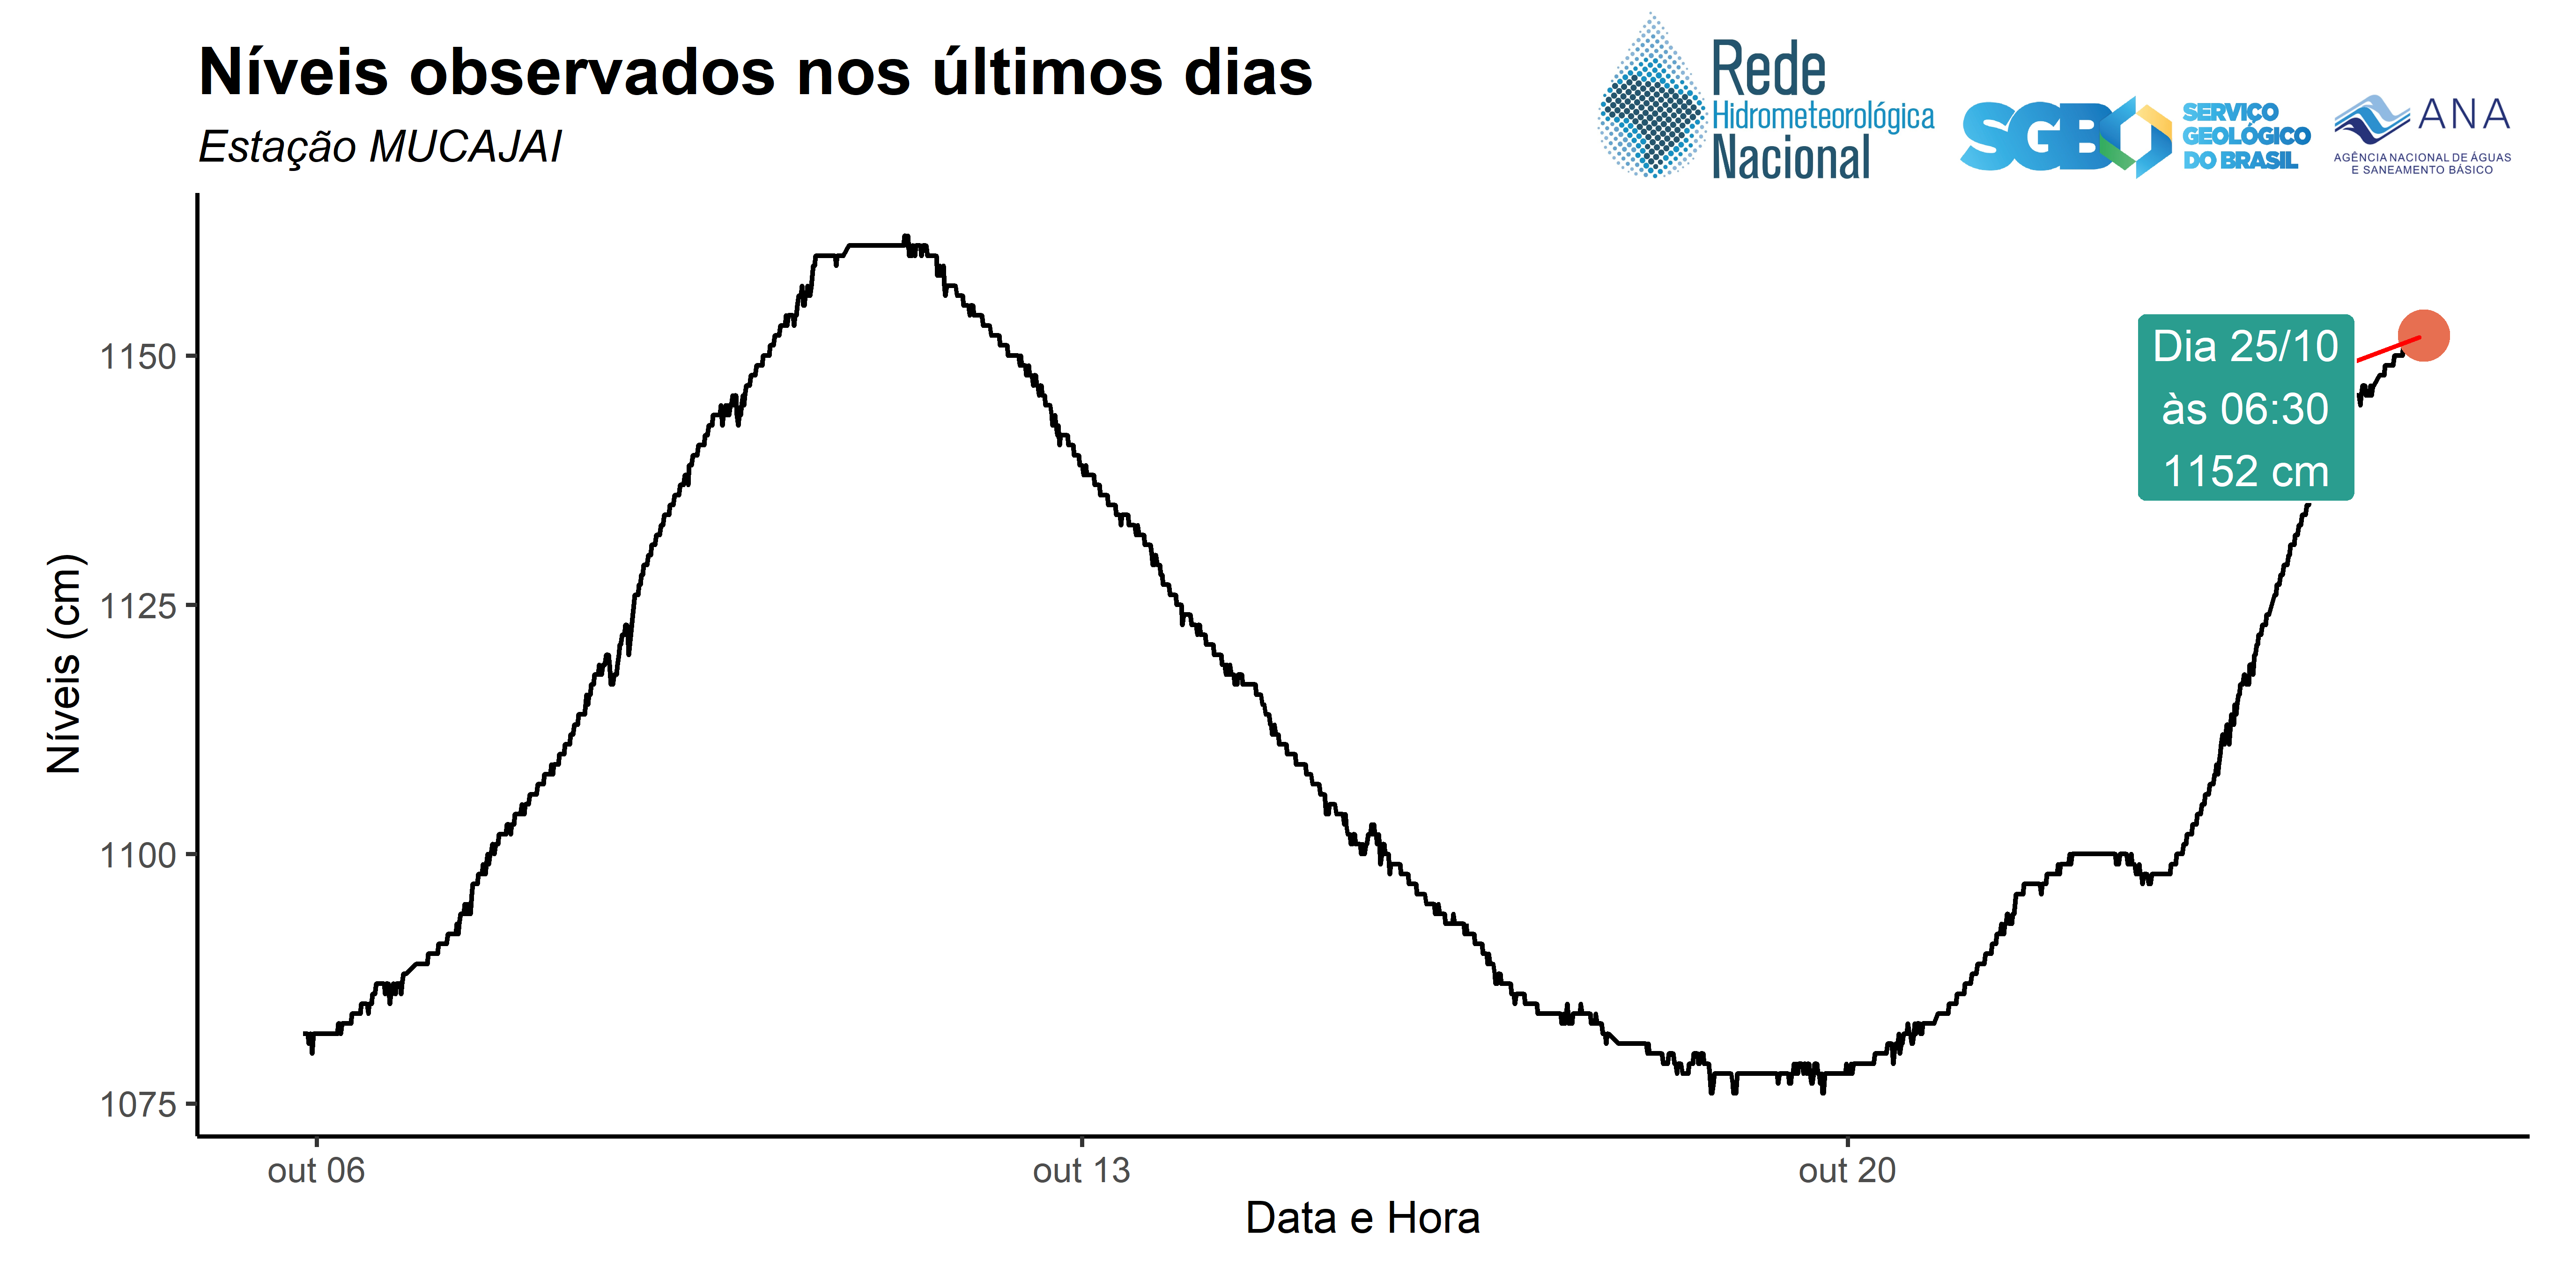 Níveis observados nos últimos dias
Estação MUCAJAI
Rede
Hidrometeorológica
Nacional
SGB
SERVIÇO
GEOLÓGICO
DO BRASIL
ANA
AGÊNCIA NACIONAL DE ÁGUAS
E SANEAMENTO BÁSICO
Níveis (cm)
1150
1125
1100
1075
Dia 25/10
às 06:30
1152 cm
out 06
out 13
out 20
Data e Hora